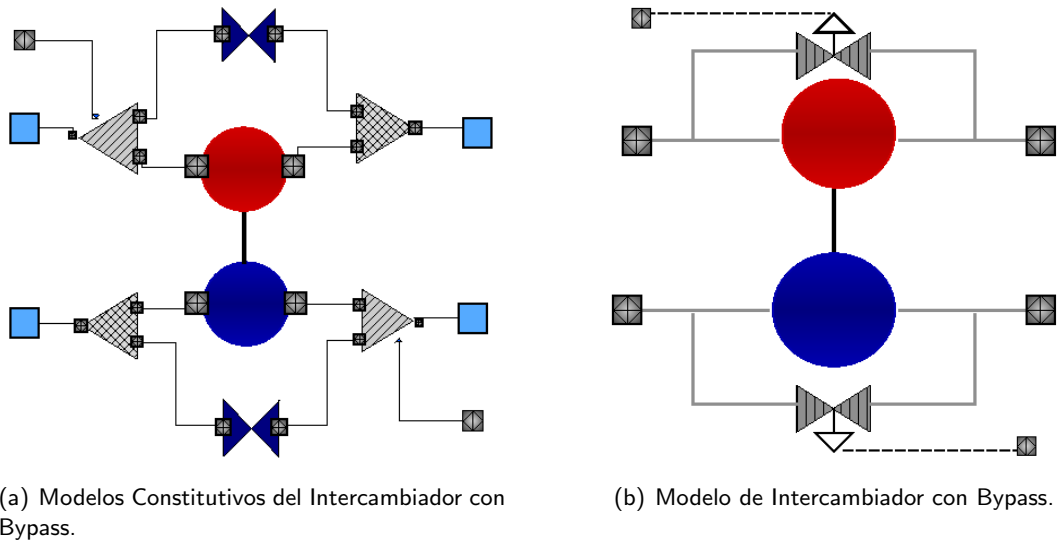 (a) Modelos Constitutivos del Intercambiador con
Bypass.
(b) Modelo de Intercambiador con Bypass.